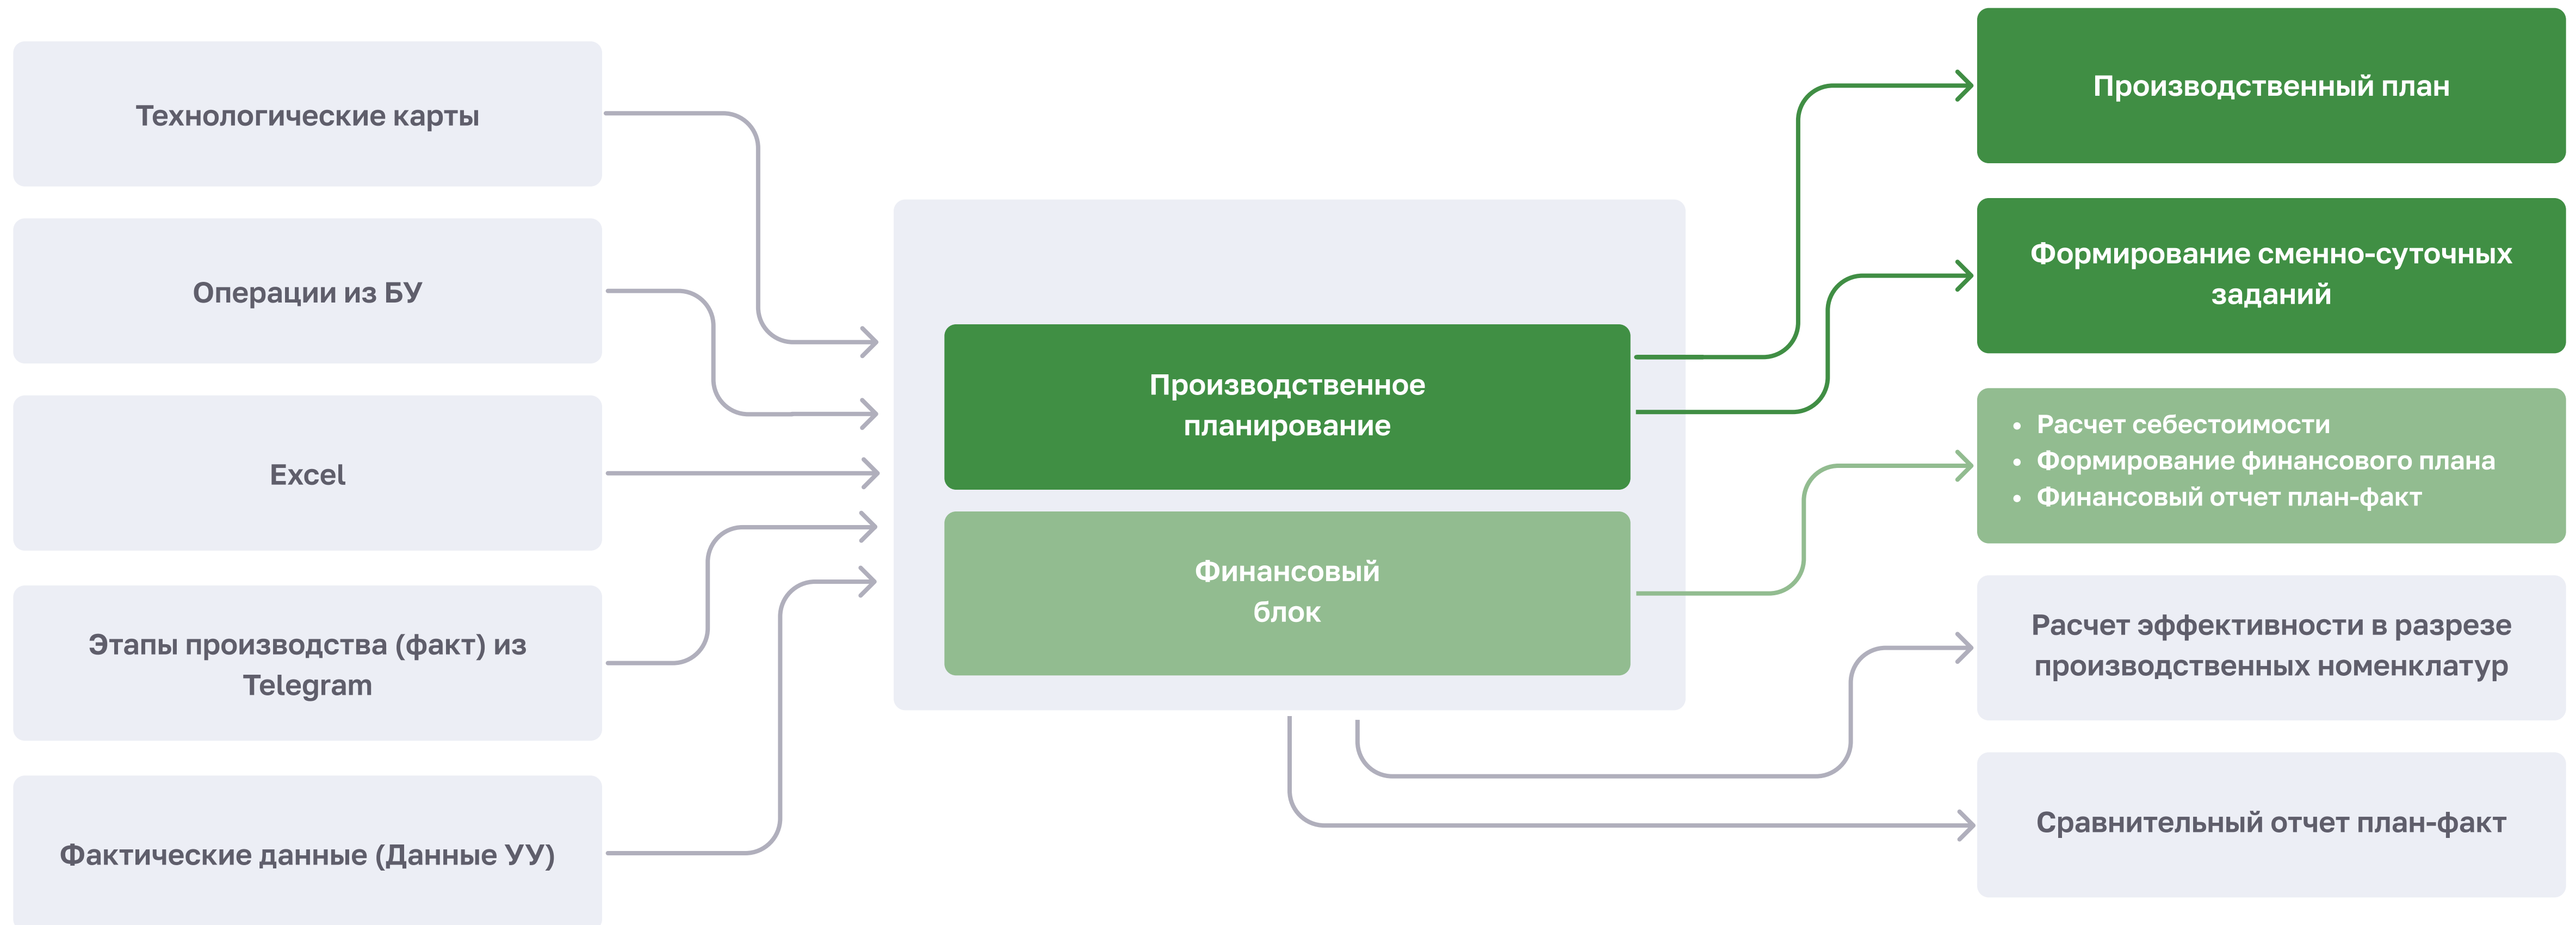 Технологические карты
Операции из БУ
Excel
Этапы производства (факт) из
Telegram
Фактические данные (Данные УУ)
Производственное
планирование
Финансовый
блок
Производственный план
Формирование сменно-суточных
заданий
• Расчет себестоимости
• Формирование финансового плана
• Финансовый отчет план-факт
Расчет эффективности в разрезе
производственных номенклатур
Сравнительный отчет план-факт